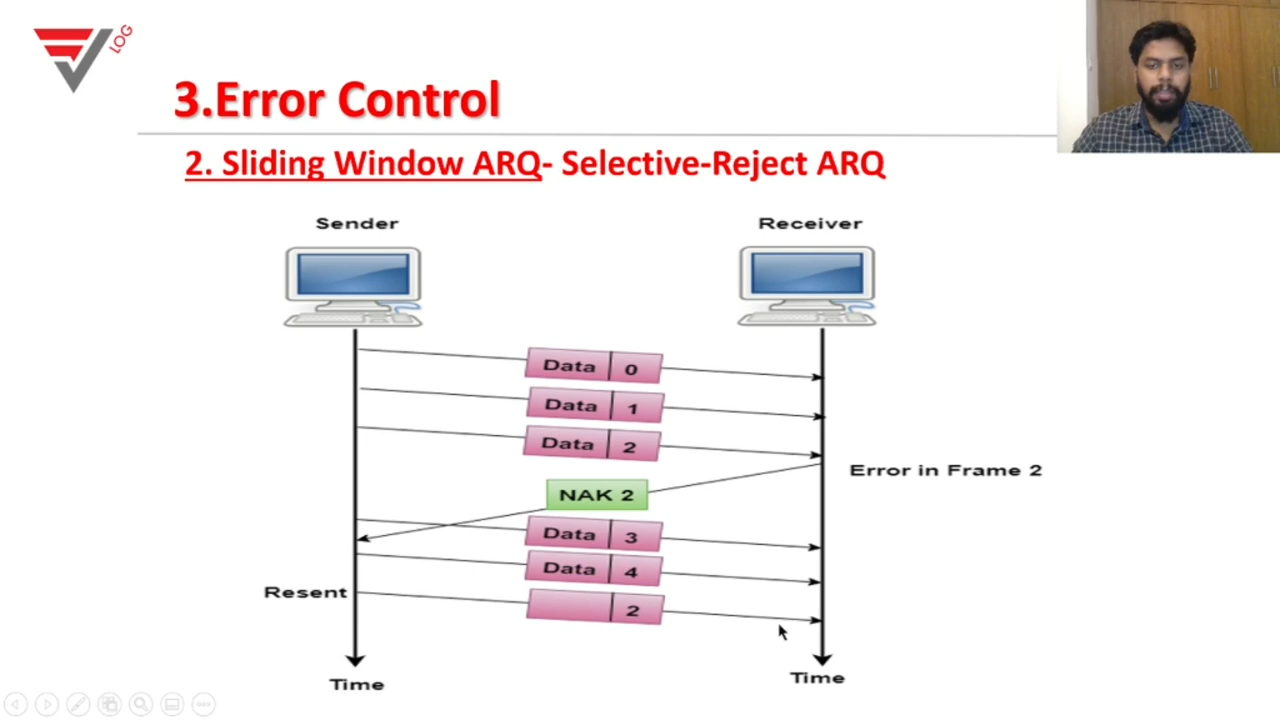 LOG
3.Error Control
2. Sliding Window ARQ- Selective-Reject ARQ
Sender
Receiver
Data 0
Data 1
Data 2
Error in Frame 2
NAK 2
Data 3
Data 4
Resent
2
Time
Time